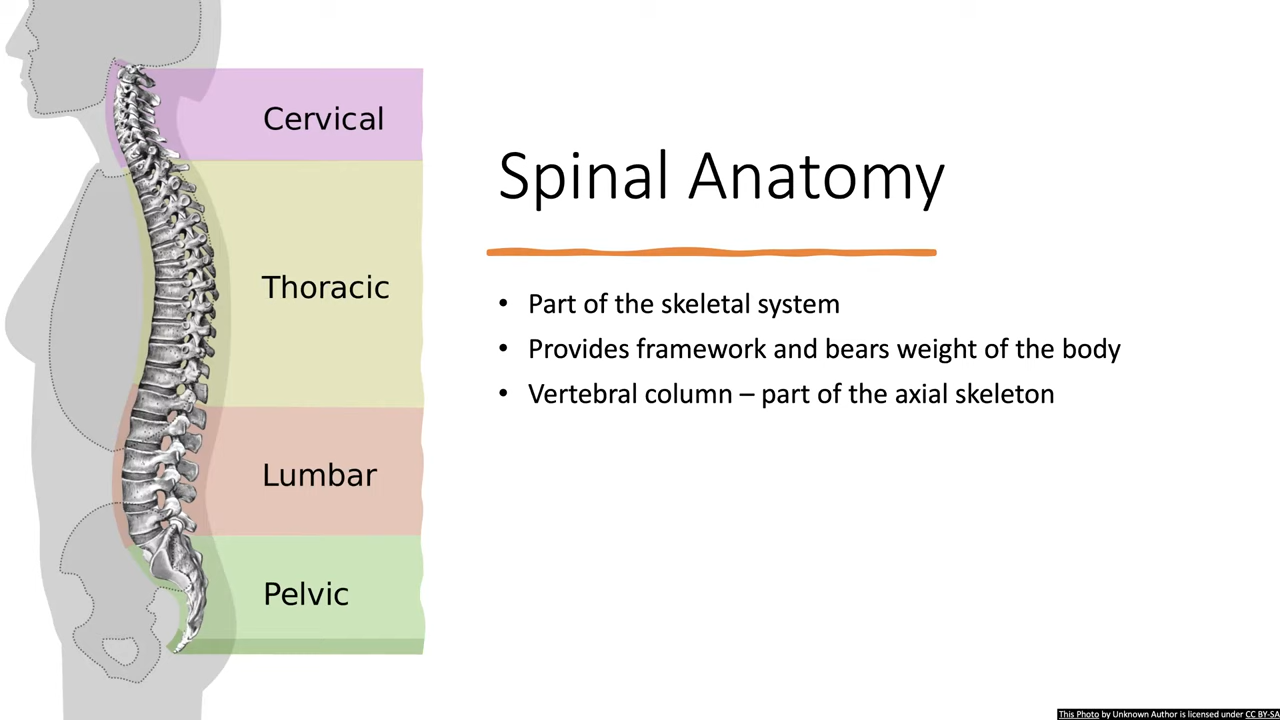 Cervical
Thoracic
Lumbar
Pelvic
Spinal Anatomy
• Part of the skeletal system
• Provides framework and bears weight of the body
• Vertebral column – part of the axial skeleton
This Photo by Unknown Author is licensed under CC BY-SA